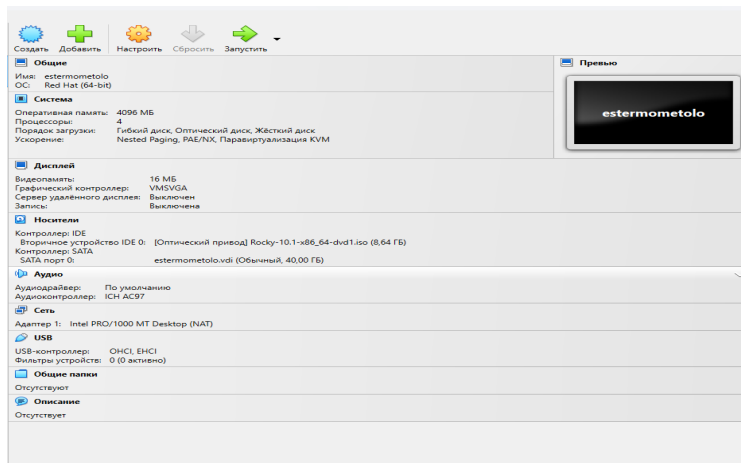 Создать Добавить Настроить Сбросить Запустить
Общие
Имя: estermometolo
ОС: Red Hat (64-bit)
Превью
estermometolo
Система
Оперативная память: 4096 МБ
Процессоры: 4
Порядок загрузки: Гибкий диск, Оптический диск, Жёсткий диск
Ускорение: Nested Paging, PAE/NX, Паравиртуализация KVM
Дисплей
Видеопамять: 16 МБ
Графический контроллер: VMSVGA
Сервер удалённого дисплея: Выключен
Запись: Выключена
Носители
Контроллер: IDE
Вторичное устройство IDE 0: [Оптический привод] Rocky-10.1-x86_64-dvd1.iso (8,64 ГБ)
Контроллер: SATA
SATA порт 0: estermometolo.vdi (Обычный, 40,00 ГБ)
Аудио
Аудиодрайвер: По умолчанию
Аудиоконтроллер: ICH AC97
Сеть
Адаптер 1: Intel PRO/1000 MT Desktop (NAT)
USB
USB-контроллер: OHCI, EHCI
Фильтры устройств: 0 (0 активно)
Общие папки
Отсутствуют
Описание
Отсутствует